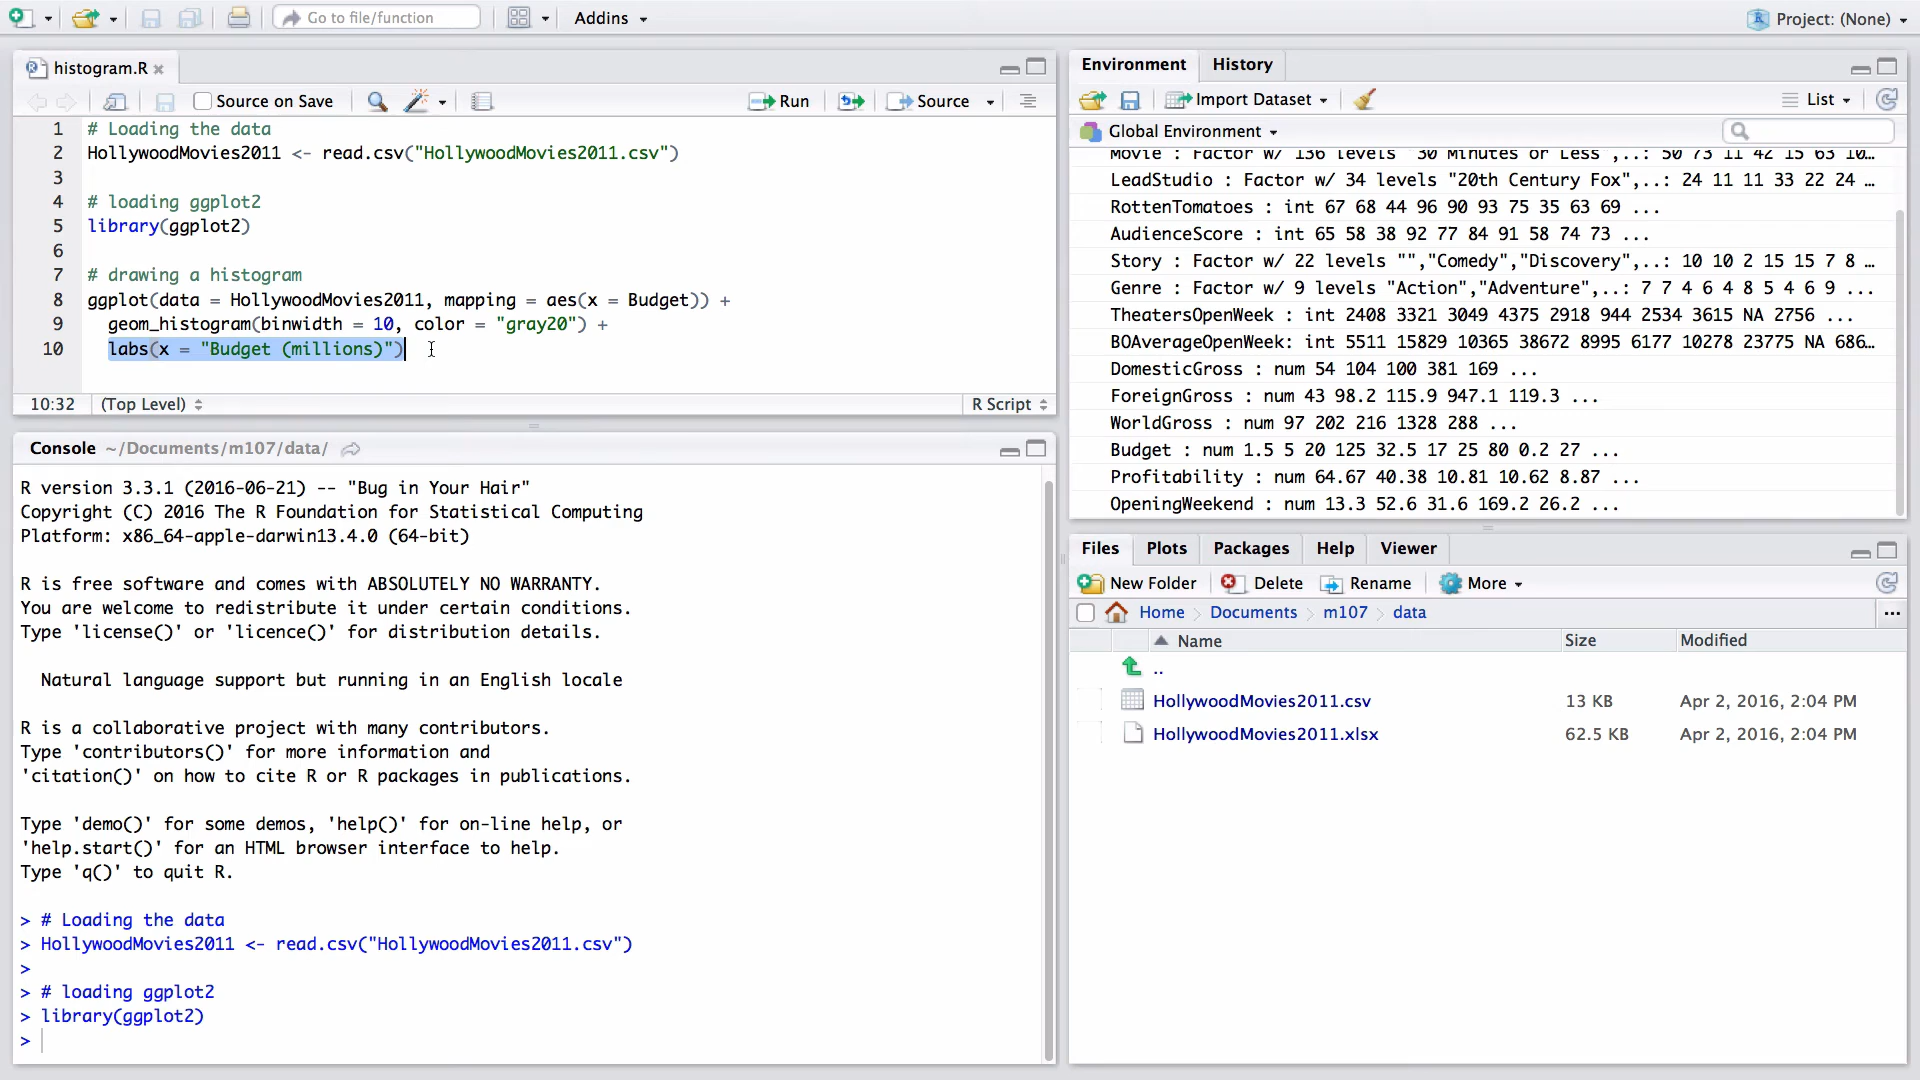 Go to file/function
Addins
Project: (None)
histogram.R
Source on Save
Run
Source
1 # Loading the data
2 HollywoodMovies2011 <- read.csv("HollywoodMovies2011.csv")
3
4 # loading ggplot2
5 library(ggplot2)
6
7 # drawing a histogram
8 ggplot(data = HollywoodMovies2011, mapping = aes(x = Budget)) +
9 geom_histogram(binwidth = 10, color = "gray20") +
10 labs(x = "Budget (millions)")
10:32 (Top Level) R Script
Console ~/Documents/m107/data/
R version 3.3.1 (2016-06-21) -- "Bug in Your Hair"
Copyright (C) 2016 The R Foundation for Statistical Computing
Platform: x86_64-apple-darwin13.4.0 (64-bit)
R is free software and comes with ABSOLUTELY NO WARRANTY.
You are welcome to redistribute it under certain conditions.
Type 'license()' or 'licence()' for distribution details.
Natural language support but running in an English locale
R is a collaborative project with many contributors.
Type 'contributors()' for more information and
'citation()' on how to cite R or R packages in publications.
Type 'demo()' for some demos, 'help()' for on-line help, or
'help.start()' for an HTML browser interface to help.
Type 'q()' to quit R.
> # Loading the data
> HollywoodMovies2011 <- read.csv("HollywoodMovies2011.csv")
>
> # loading ggplot2
> library(ggplot2)
>
Environment History
Import Dataset List
Global Environment
Movie : Factor w/ 136 levels "30 Minutes or Less",..: 50 73 11 42 15 63 10…
LeadStudio : Factor w/ 34 levels "20th Century Fox",..: 24 11 11 33 22 24 …
RottenTomatoes : int 67 68 44 96 90 93 75 35 63 69 ...
AudienceScore : int 65 58 38 92 77 84 91 58 74 73 ...
Story : Factor w/ 22 levels "","Comedy","Discovery",..: 10 10 2 15 15 7 8 …
Genre : Factor w/ 9 levels "Action","Adventure",..: 7 7 4 6 4 8 5 4 6 9 ...
TheatersOpenWeek : int 2408 3321 3049 4375 2918 944 2534 3615 NA 2756 ...
BOAverageOpenWeek: int 5511 15829 10365 38672 8995 6177 10278 23775 NA 686…
DomesticGross : num 54 104 100 381 169 ...
ForeignGross : num 43 98.2 115.9 947.1 119.3 ...
WorldGross : num 97 202 216 1328 288 ...
Budget : num 1.5 5 20 125 32.5 17 25 80 0.2 27 ...
Profitability : num 64.67 40.38 10.81 10.62 8.87 ...
OpeningWeekend : num 13.3 52.6 31.6 169.2 26.2 ...
Files Plots Packages Help Viewer
New Folder Delete Rename More
Home Documents m107 data ...
Name Size Modified
..
HollywoodMovies2011.csv 13 KB Apr 2, 2016, 2:04 PM
HollywoodMovies2011.xlsx 62.5 KB Apr 2, 2016, 2:04 PM